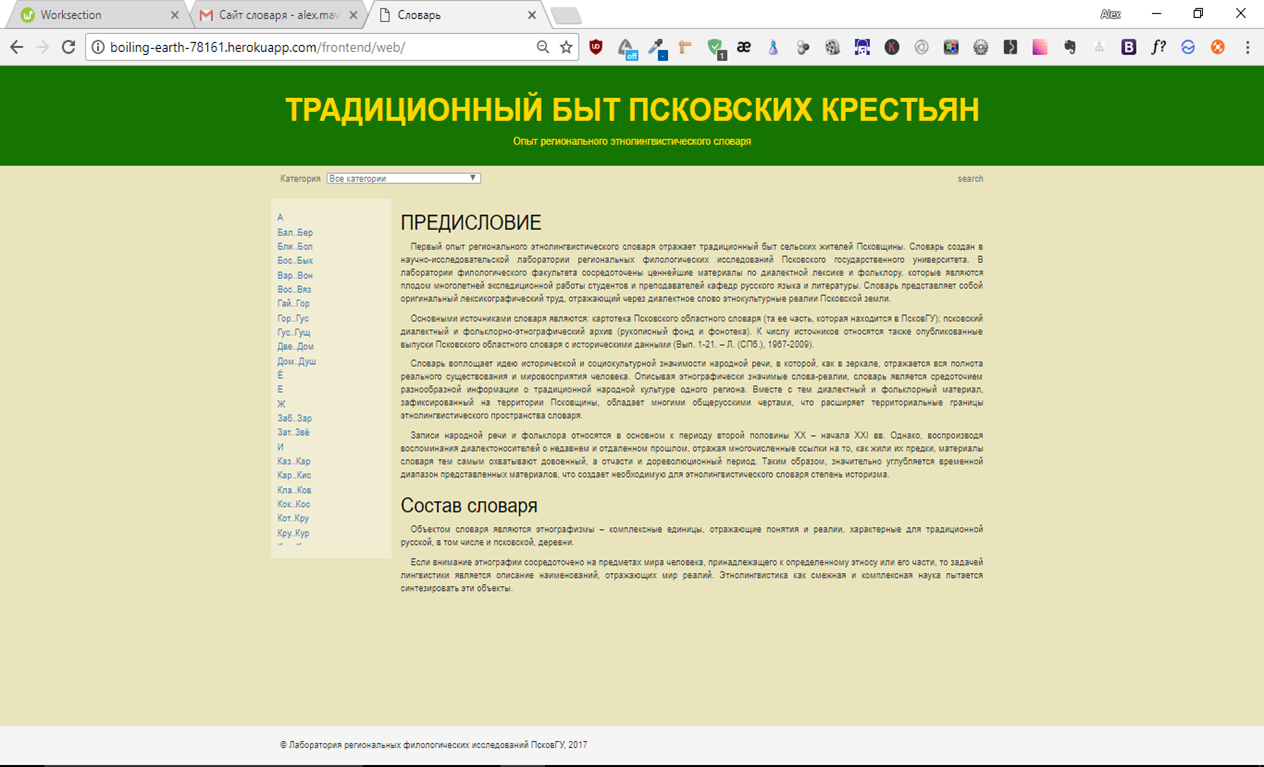 Worksection
Сайт словаря - alex.mav
Словарь
Alex
boiling-earth-78161.herokuapp.com/frontend/web/
ТРАДИЦИОННЫЙ БЫТ ПСКОВСКИХ КРЕСТЬЯН
Опыт регионального этнолингвистического словаря
Категория Все категории search
А
Бал..Бер
Бли..Бол
Бос..Бык
Вар..Вон
Вос..Вяз
Гай..Гор
Гор..Гус
Гус..Гущ
Две..Дом
Дом..Душ
Ё
Е
Ж
Заб..Зар
Зат..Звё
И
Каз..Кар
Кар..Кис
Кла..Ков
Кок..Кос
Кот..Кру
Кру..Кур
ПРЕДИСЛОВИЕ
Первый опыт регионального этнолингвистического словаря отражает традиционный быт сельских жителей Псковщины. Словарь создан в
научно-исследовательской лаборатории региональных филологических исследований Псковского государственного университета. В
лаборатории филологического факультета сосредоточены ценнейшие материалы по диалектной лексике и фольклору, которые являются
плодом многолетней экспедиционной работы студентов и преподавателей кафедр русского языка и литературы. Словарь представляет собой
оригинальный лексикографический труд, отражающий через диалектное слово этнокультурные реалии Псковской земли.
Основными источниками словаря являются: картотека Псковского областного словаря (та ее часть, которая находится в ПсковГУ); псковский
диалектный и фольклорно-этнографический архив (рукописный фонд и фонотека). К числу источников относятся также опубликованные
выпуски Псковского областного словаря с историческими данными (Вып. 1-21. – Л. (СПб.), 1967-2009).
Словарь воплощает идею исторической и социокультурной значимости народной речи, в которой, как в зеркале, отражается вся полнота
реального существования и мировосприятия человека. Описывая этнографически значимые слова-реалии, словарь является средоточием
разнообразной информации о традиционной народной культуре одного региона. Вместе с тем диалектный и фольклорный материал,
зафиксированный на территории Псковщины, обладает многими общерусскими чертами, что расширяет территориальные границы
этнолингвистического пространства словаря.
Записи народной речи и фольклора относятся в основном к периоду второй половины XX – начала XXI вв. Однако, воспроизводя
воспоминания диалектоносителей о недавнем и отдаленном прошлом, отражая многочисленные ссылки на то, как жили их предки, материалы
словаря тем самым охватывают довоенный, а отчасти и дореволюционный период. Таким образом, значительно углубляется временной
диапазон представленных материалов, что создает необходимую для этнолингвистического словаря степень историзма.
Состав словаря
Объектом словаря являются этнографизмы – комплексные единицы, отражающие понятия и реалии, характерные для традиционной
русской, в том числе и псковской, деревни.
Если внимание этнографии сосредоточено на предметах мира человека, принадлежащего к определенному этносу или его части, то задачей
лингвистики является описание наименований, отражающих мир реалий. Этнолингвистика как смежная и комплексная наука пытается
синтезировать эти объекты.
© Лаборатория региональных филологических исследований ПсковГУ, 2017